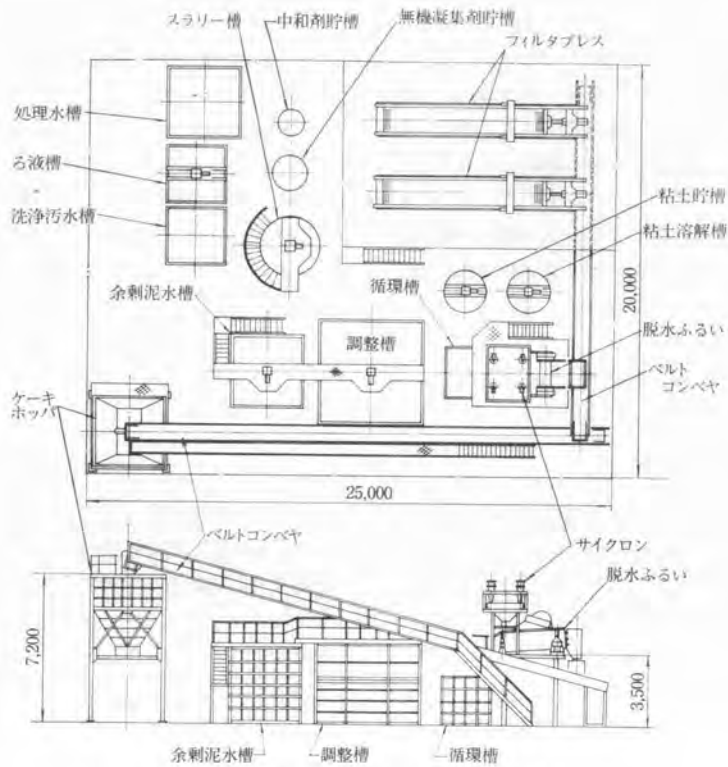 スラリー槽
中和剤貯槽
無機凝集剤貯槽
フィルタプレス
処理水槽
ろ液槽
洗浄汚水槽
粘土貯槽
粘土溶解槽
余剰泥水槽
循環槽
調整槽
脱水ふるい
ベルト
コンベヤ
20,000
ケーキ
ホッパ
25,000
ベルトコンベヤ
サイクロン
脱水ふるい
7,200
3,500
余剰泥水槽
調整槽
循環槽